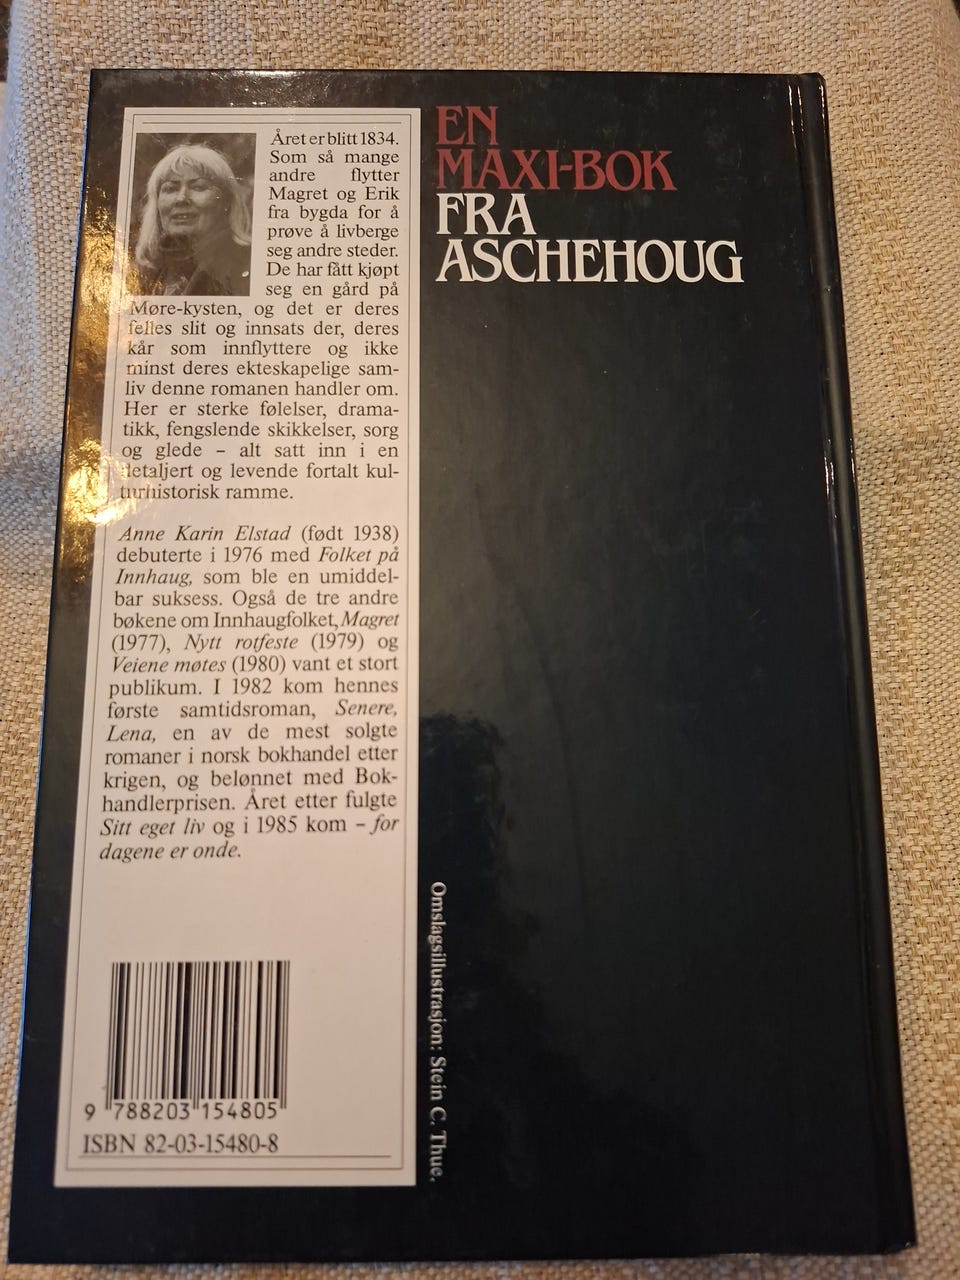 EN
MAXI-BOK
FRA
ASCHEHOUG
Året er blitt 1834.
Som så mange
andre flytter
Magret og Erik
fra bygda for å
prøve å livberge
seg andre steder.
De har fått kjøpt
seg en gård på
Møre-kysten, og det er deres
felles slit og innsats der, deres
kår som innflyttere og ikke
minst deres ekteskapelige sam-
liv denne romanen handler om.
Her er sterke følelser, drama-
tikk, fengslende skikkelser, sorg
og glede – alt satt inn i en
detaljert og levende fortalt kul-
turhistorisk ramme.
Anne Karin Elstad (født 1938)
debuterte i 1976 med Folket på
Innhaug, som ble en umiddel-
bar suksess. Også de tre andre
bøkene om Innhaugfolket, Magret
(1977), Nytt rotfeste (1979) og
Veiene møtes (1980) vant et stort
publikum. I 1982 kom hennes
første samtidsroman, Senere,
Lena, en av de mest solgte
romaner i norsk bokhandel etter
krigen, og belønnet med Bok-
handlerprisen. Året etter fulgte
Sitt eget liv og i 1985 kom – for
dagene er onde.
9 788203 154805
ISBN 82-03-15480-8
Omslagsillustrasjon: Stein C. Thue.